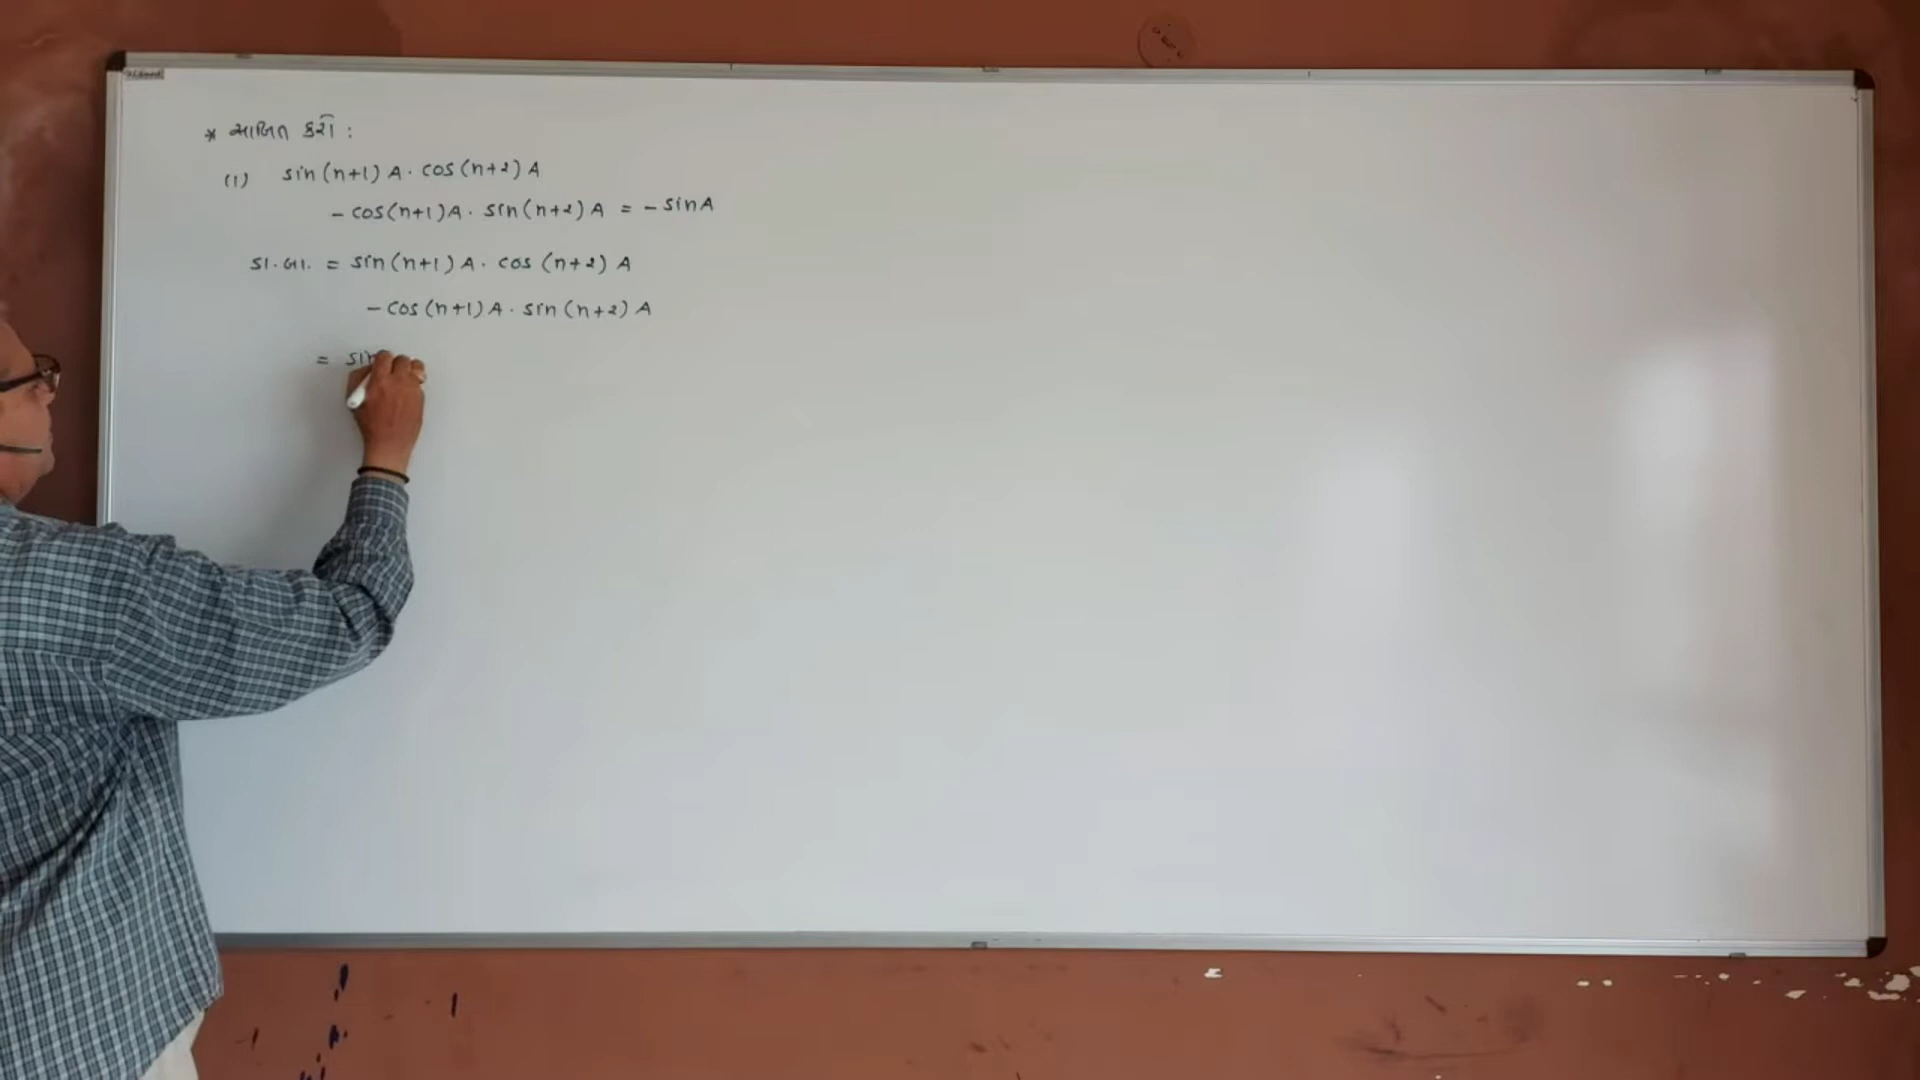 * સાબિત કરો :
(1) sin(n+1) A . cos(n+2) A
- cos(n+1)A . sin(n+2) A = - sin A
ડા.બા. = sin(n+1) A . cos (n+2) A
- cos (n+1) A . sin (n+2) A
= sin